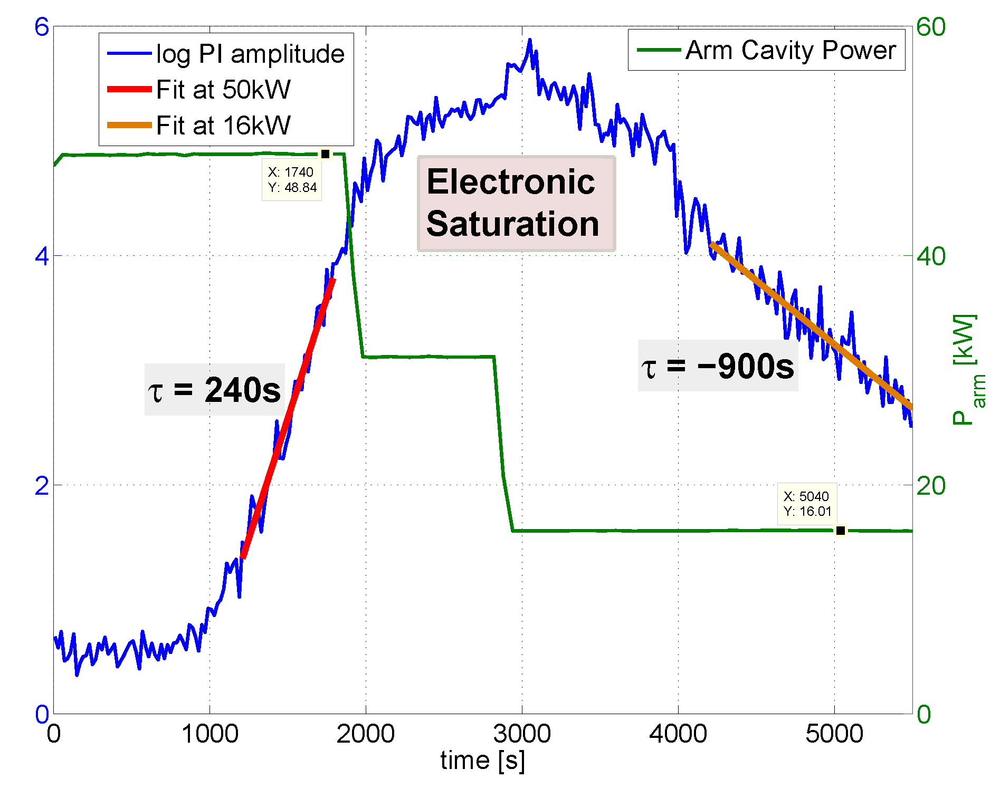 6
4
2
0
log PI amplitude
Fit at 50kW
Fit at 16kW
Arm Cavity Power
60
40
20
0
X: 1740
Y: 48.84
Electronic
Saturation
τ = 240s
τ = −900s
X: 5040
Y: 16.01
P arm [kW]
0 1000 2000 3000 4000 5000
time [s]